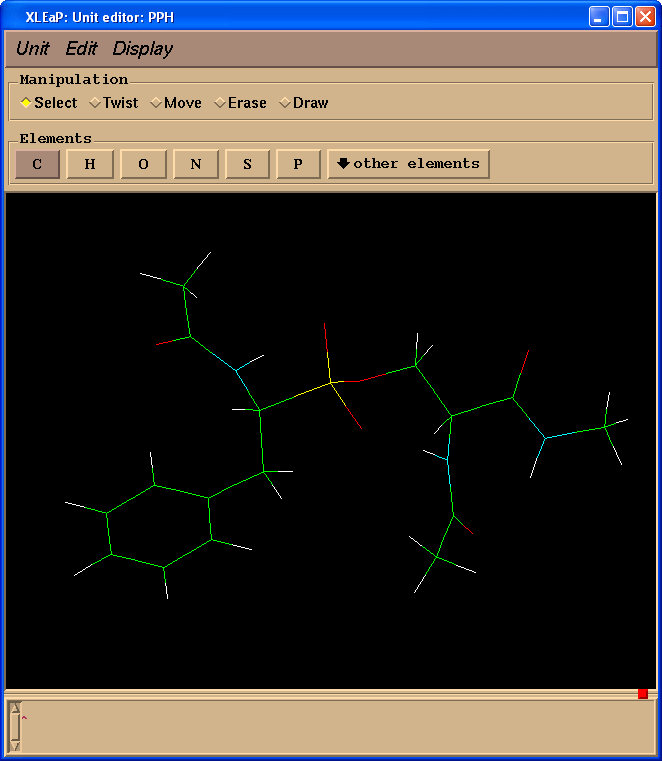 XLEaP: Unit editor: PPH
Unit Edit Display
Manipulation
Select Twist Move Erase Draw
Elements
C H O N S P other elements
^